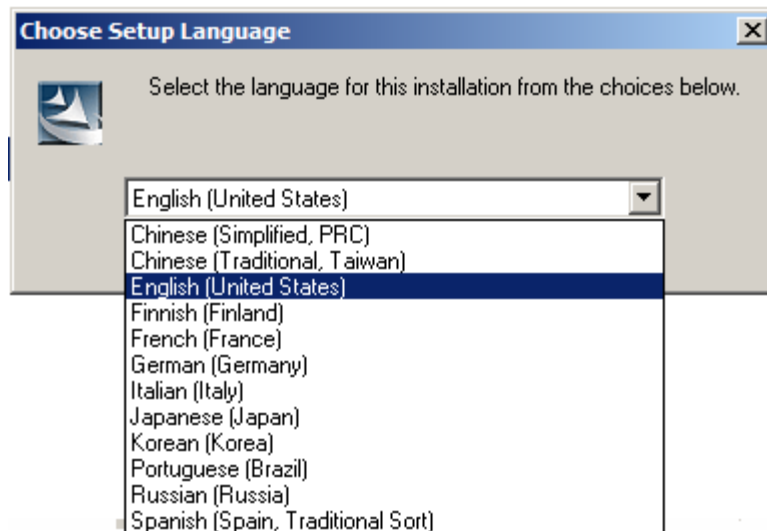 Choose Setup Language
Select the language for this installation from the choices below.
English (United States)
Chinese (Simplified, PRC)
Chinese (Traditional, Taiwan)
English (United States)
Finnish (Finland)
French (France)
German (Germany)
Italian (Italy)
Japanese (Japan)
Korean (Korea)
Portuguese (Brazil)
Russian (Russia)
Spanish (Spain, Traditional Sort)